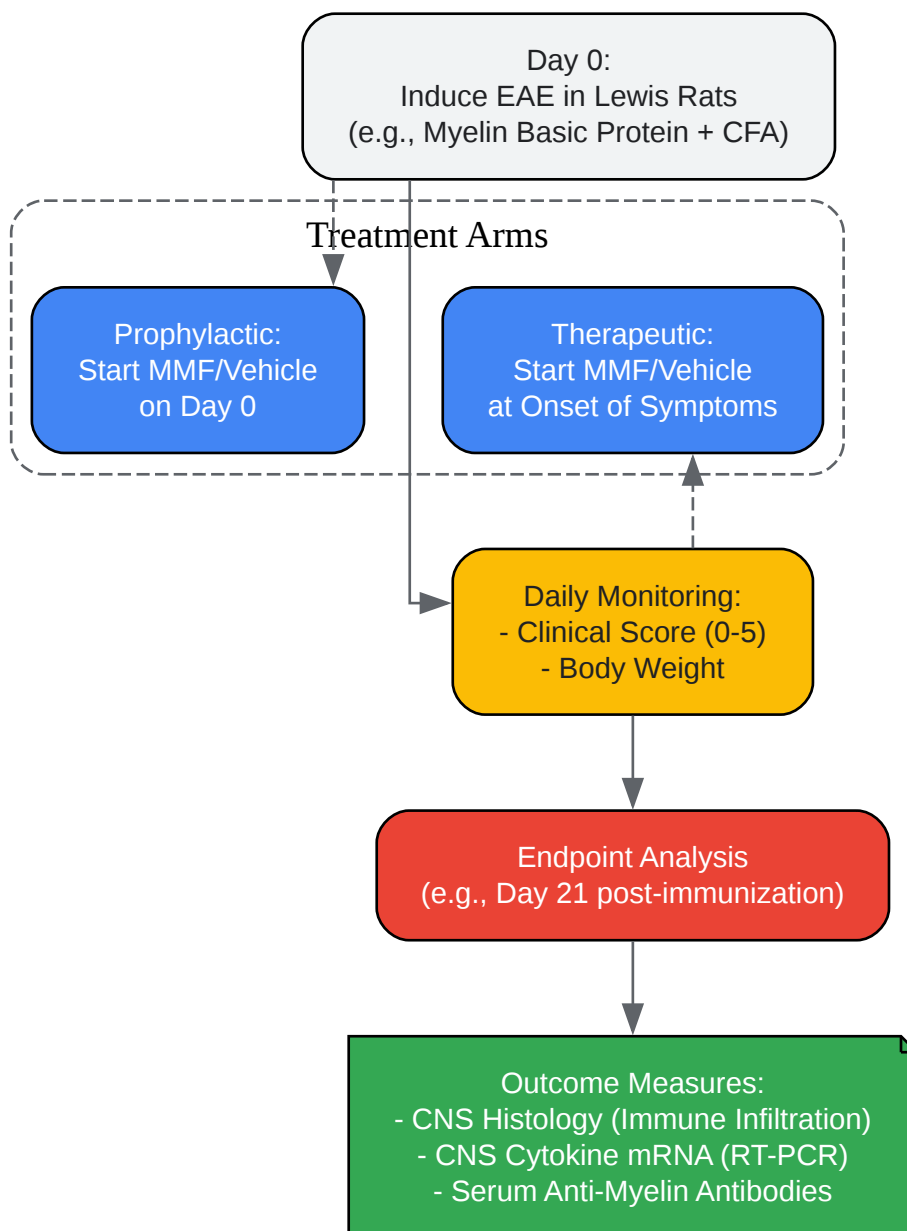 Day 0:
Induce EAE in Lewis Rats
(e.g., Myelin Basic Protein + CFA)
Treatment Arms
Prophylactic:
Start MMF/Vehicle
on Day 0
Therapeutic:
Start MMF/Vehicle
at Onset of Symptoms
Daily Monitoring:
- Clinical Score (0-5)
- Body Weight
Endpoint Analysis
(e.g., Day 21 post-immunization)
Outcome Measures:
- CNS Histology (Immune Infiltration)
- CNS Cytokine mRNA (RT-PCR)
- Serum Anti-Myelin Antibodies